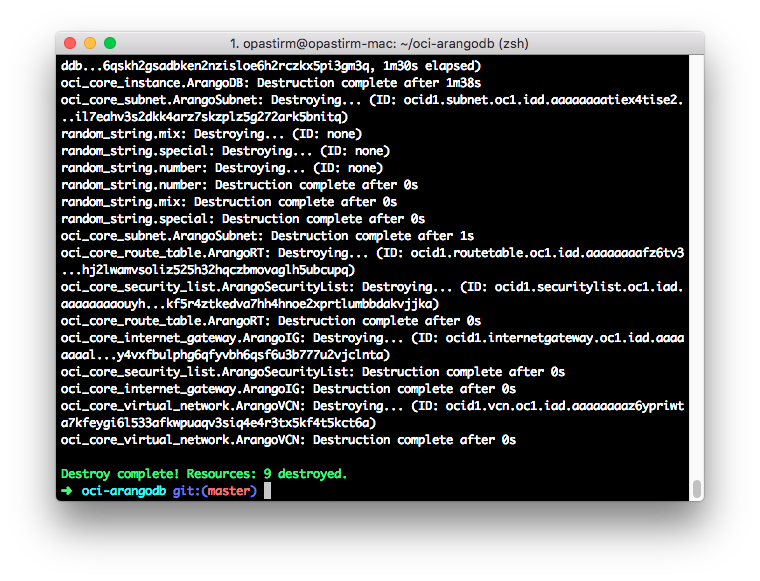 1. opastirm@opastirm-mac: ~/oci-arangodb (zsh)
ddb...6qskh2gsadbken2nzisloe6h2rczkx5pi3gm3q, 1m30s elapsed)
oci_core_instance.ArangoDB: Destruction complete after 1m38s
oci_core_subnet.ArangoSubnet: Destroying... (ID: ocid1.subnet.oc1.iad.aaaaaaaatiex4tise2.
..il7eahv3s2dkk4arz7skzplz5g272ark5bnitq)
random_string.mix: Destroying... (ID: none)
random_string.special: Destroying... (ID: none)
random_string.number: Destroying... (ID: none)
random_string.number: Destruction complete after 0s
random_string.mix: Destruction complete after 0s
random_string.special: Destruction complete after 0s
oci_core_subnet.ArangoSubnet: Destruction complete after 1s
oci_core_route_table.ArangoRT: Destroying... (ID: ocid1.routetable.oc1.iad.aaaaaaaafz6tv3
...hj2lwamvsoliz525h32hqczbmovaglh5ubcupq)
oci_core_security_list.ArangoSecurityList: Destroying... (ID: ocid1.securitylist.oc1.iad.
aaaaaaaaouyh...kf5r4ztkedva7hh4hnoe2xprtlumbbdakvjjka)
oci_core_route_table.ArangoRT: Destruction complete after 0s
oci_core_internet_gateway.ArangoIG: Destroying... (ID: ocid1.internetgateway.oc1.iad.aaaa
aaaal...y4vxfbulphg6qfyvbh6qsf6u3b777u2vjclnta)
oci_core_security_list.ArangoSecurityList: Destruction complete after 0s
oci_core_internet_gateway.ArangoIG: Destruction complete after 0s
oci_core_virtual_network.ArangoVCN: Destroying... (ID: ocid1.vcn.oc1.iad.aaaaaaaaz6ypriwt
a7kfeygi6l533afkwpuaqv3siq4e4r3tx5kf4t5kct6a)
oci_core_virtual_network.ArangoVCN: Destruction complete after 0s
Destroy complete! Resources: 9 destroyed.
➜ oci-arangodb git:(master)